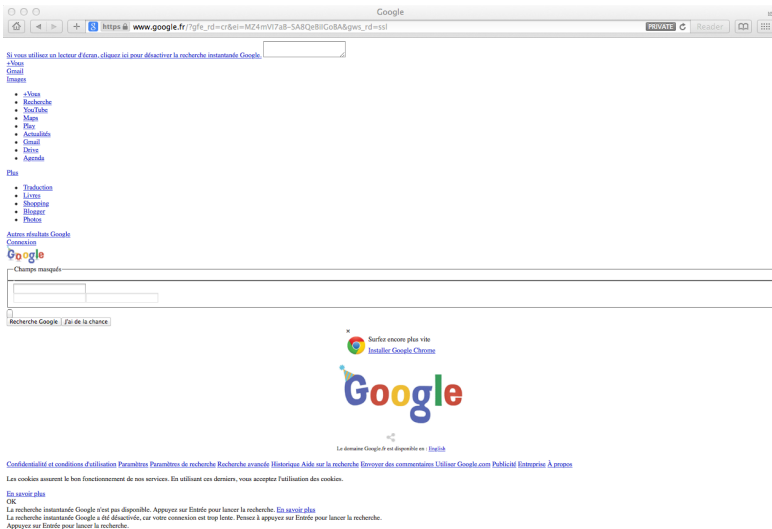 Google
https www.google.fr/?gfe_rd=cr&ei=MZ4mVI7aB-SA8QeBilGoBA&gws_rd=ssl PRIVATE Reader
Si vous utilisez un lecteur d'écran, cliquez ici pour désactiver la recherche instantanée Google.
+Vous
Gmail
Images
+Vous
Recherche
YouTube
Maps
Play
Actualités
Gmail
Drive
Agenda
Plus
Traduction
Livres
Shopping
Blogger
Photos
Autres résultats Google
Connexion
Google
Champs masqués
Recherche Google J'ai de la chance
×
Surfez encore plus vite
Installer Google Chrome
Google
Le domaine Google.fr est disponible en : English
Confidentialité et conditions d'utilisation Paramètres Paramètres de recherche Recherche avancée Historique Aide sur la recherche Envoyer des commentaires Utiliser Google.com Publicité Entreprise À propos
Les cookies assurent le bon fonctionnement de nos services. En utilisant ces derniers, vous acceptez l'utilisation des cookies.
En savoir plus
OK
La recherche instantanée Google n'est pas disponible. Appuyez sur Entrée pour lancer la recherche. En savoir plus
La recherche instantanée Google a été désactivée, car votre connexion est trop lente. Pensez à appuyez sur Entrée pour lancer la recherche.
Appuyez sur Entrée pour lancer la recherche.